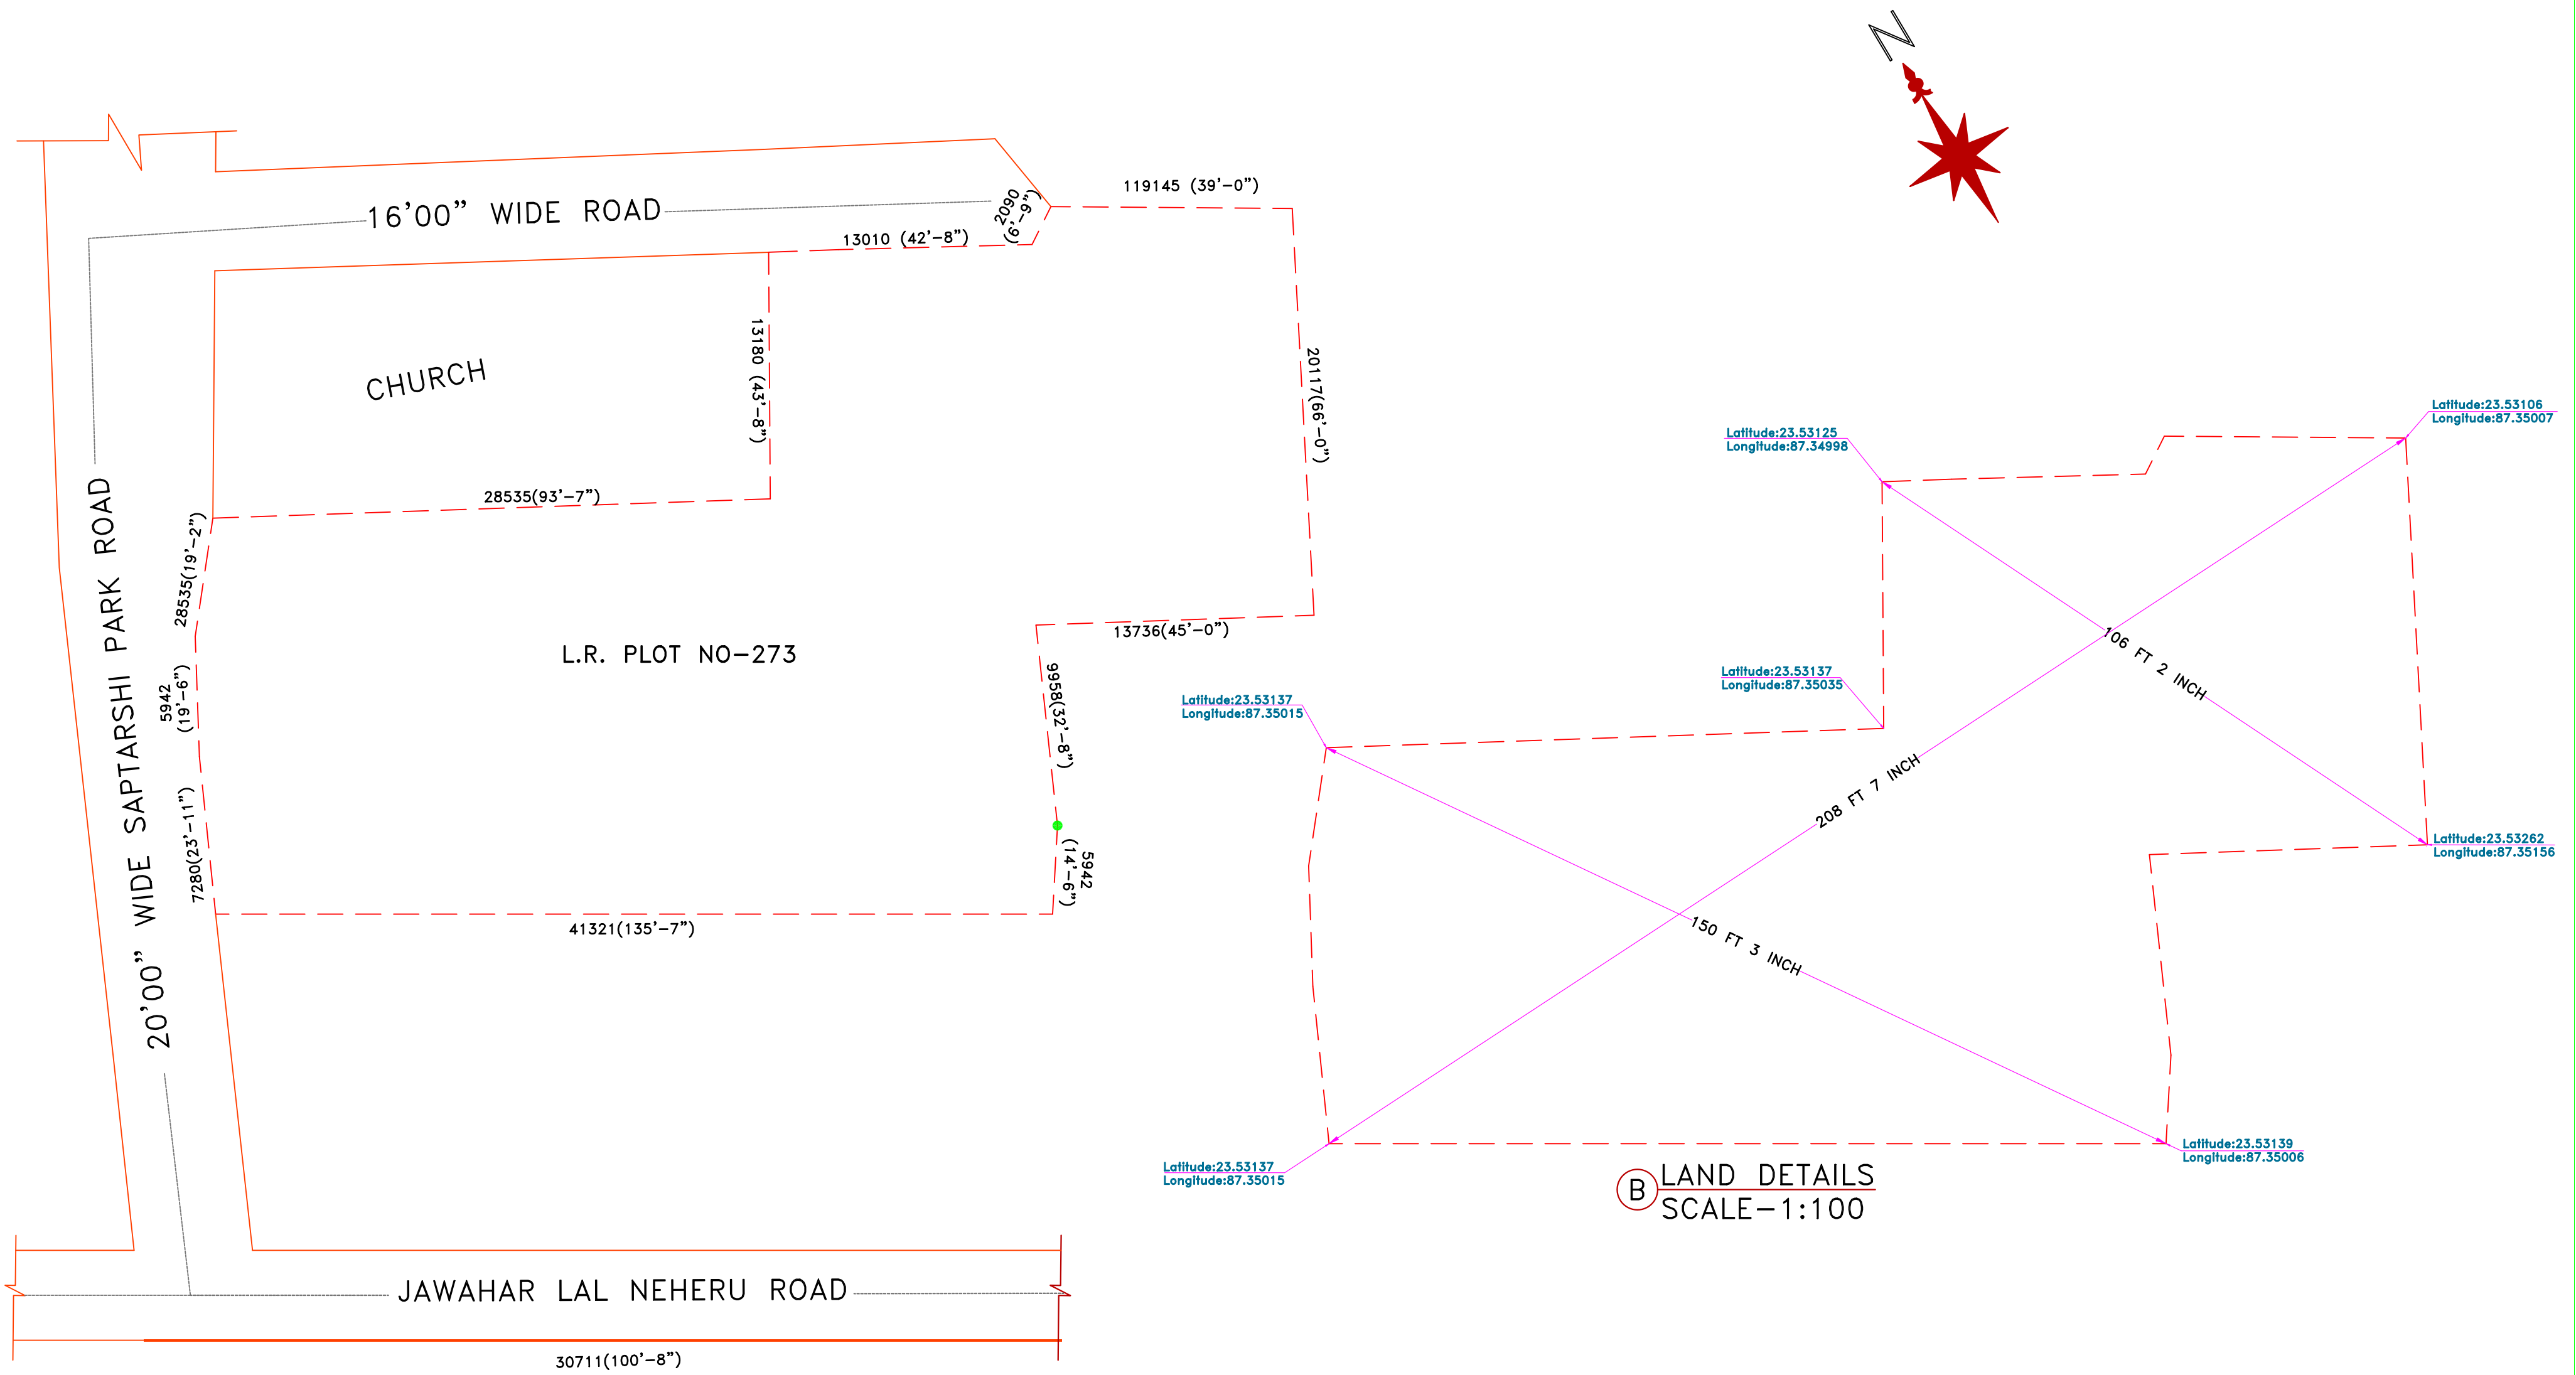 N
119145 (39'-0")
16'00" WIDE ROAD
2090
(6'-9")
13010 (42'-8")
13180 (43'-8")
CHURCH
20117(66'-0")
28535(93'-7")
28535(19'-2")
20'00" WIDE SAPTARSHI PARK ROAD
L.R. PLOT NO-273
13736(45'-0")
5942
(19'-6")
9958(32'-8")
7280(23'-11")
5942
(14'-6")
41321(135'-7")
JAWAHAR LAL NEHERU ROAD
30711(100'-8")
Latitude:23.53106
Longitude:87.35007
Latitude:23.53125
Longitude:87.34998
106 FT 2 INCH
Latitude:23.53137
Longitude:87.35035
Latitude:23.53137
Longitude:87.35015
208 FT 7 INCH
Latitude:23.53262
Longitude:87.35156
150 FT 3 INCH
Latitude:23.53139
Longitude:87.35006
Latitude:23.53137
Longitude:87.35015
B
LAND DETAILS
SCALE-1:100